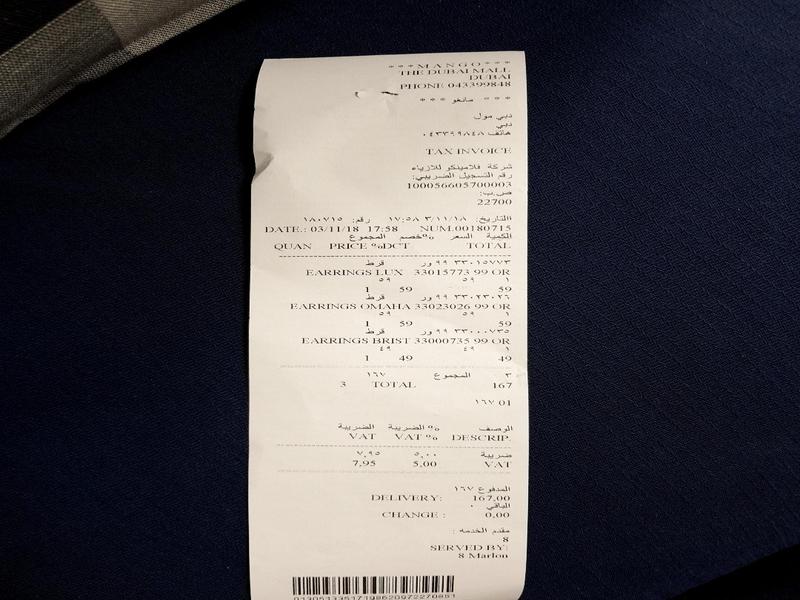 ***MANGO***
THE DUBAI MALL
DUBAI
PHONE 043399848
*** مانغو ***
دبي مول
دبي
هاتف ٠٤٣٣٩٩٨٤٨
TAX INVOICE
شركة فلامينكو للازياء
رقم التسجيل الضريبي:
100056605700003
ص.ب:
22700
التاريخ: ٣/١١/١٨ ١٧:٥٨ رقم: ١٨٠٧١٥
DATE.: 03/11/18 17:58 NUM.00180715
الكمية السعر %خصم المجموع
QUAN PRICE %DCT TOTAL
قرط ٣٣٠١٥٧٧٣ ٩٩ ور
EARRINGS LUX 33015773 99 OR
١ ٥٩ ٥٩
1 59 59
قرط ٣٣٠٢٣٠٢٦ ٩٩ ور
EARRINGS OMAHA 33023026 99 OR
١ ٥٩ ٥٩
1 59 59
قرط ٣٣٠٠٠٧٣٥ ٩٩ ور
EARRINGS BRIST 33000735 99 OR
١ ٤٩ ٤٩
1 49 49
٣ المجموع ١٦٧
3 TOTAL 167
١٦٧ 01
الوصف % الضريبة الضريبة
VAT VAT % DESCRIP.
ضريبة ٥,٠٠ ٧,٩٥
7,95 5,00 VAT
المدفوع ١٦٧
DELIVERY: 167,00
الباقي ٠
CHANGE : 0,00
مقدم الخدمه :
8
SERVED BY:
8 Marlon